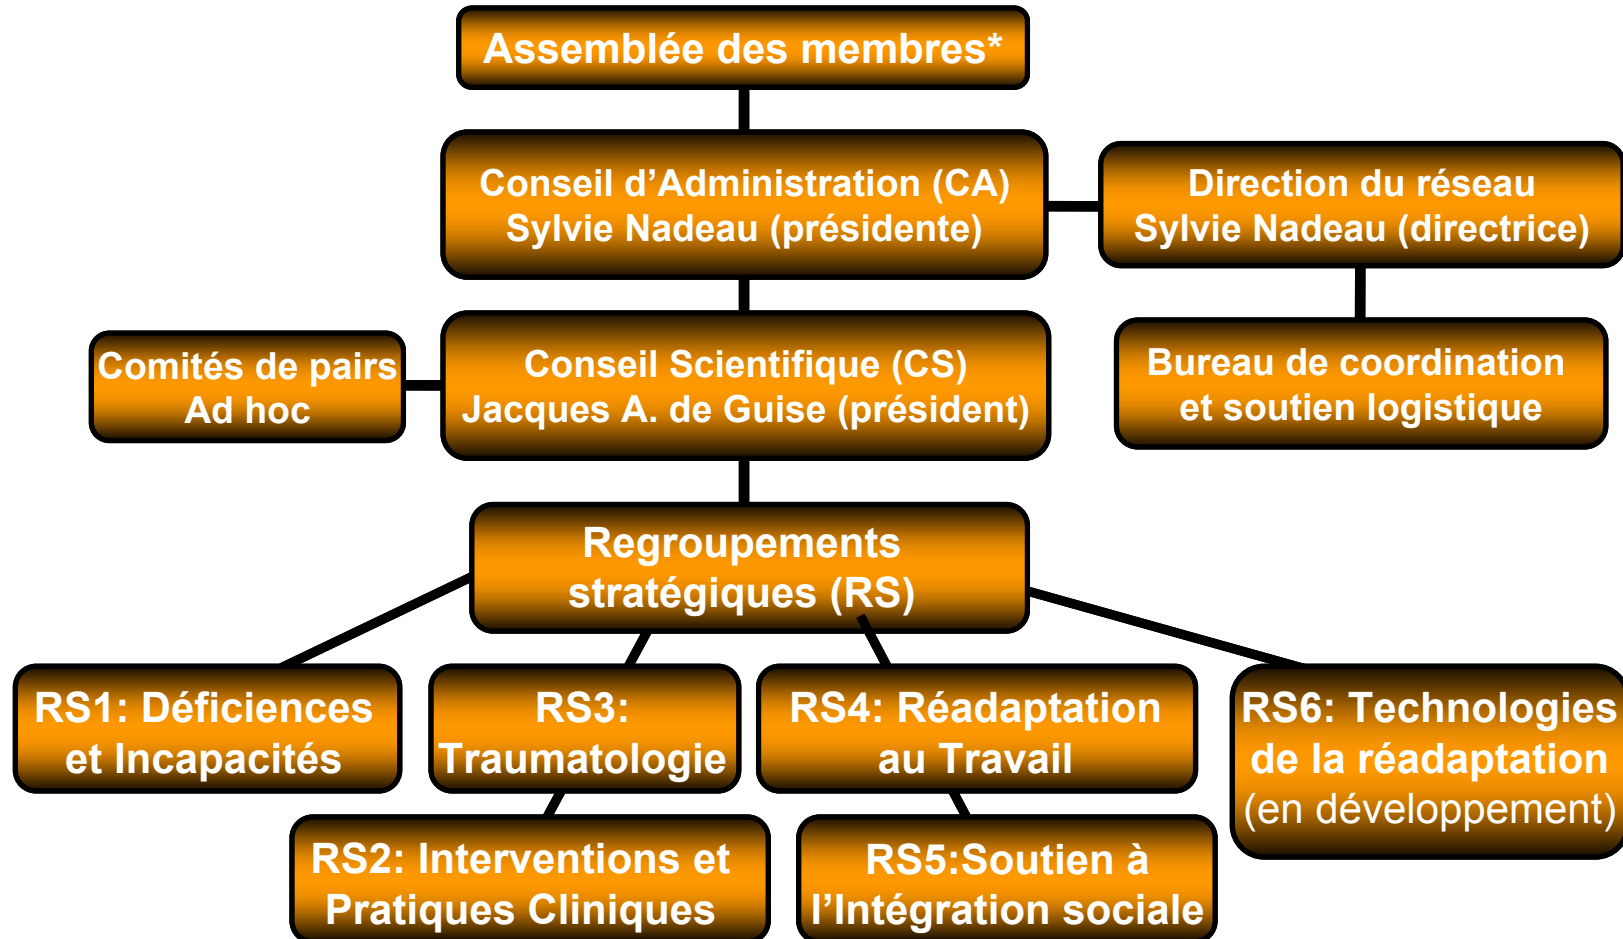 Assemblée des membres*
Conseil d’Administration (CA)
Sylvie Nadeau (présidente)
Direction du réseau
Sylvie Nadeau (directrice)
Comités de pairs
Ad hoc
Conseil Scientifique (CS)
Jacques A. de Guise (président)
Bureau de coordination
et soutien logistique
Regroupements
stratégiques (RS)
RS1: Déficiences
et Incapacités
RS3:
Traumatologie
RS4: Réadaptation
au Travail
RS6: Technologies
de la réadaptation
(en développement)
RS2: Interventions et
Pratiques Cliniques
RS5:Soutien à
l’Intégration sociale